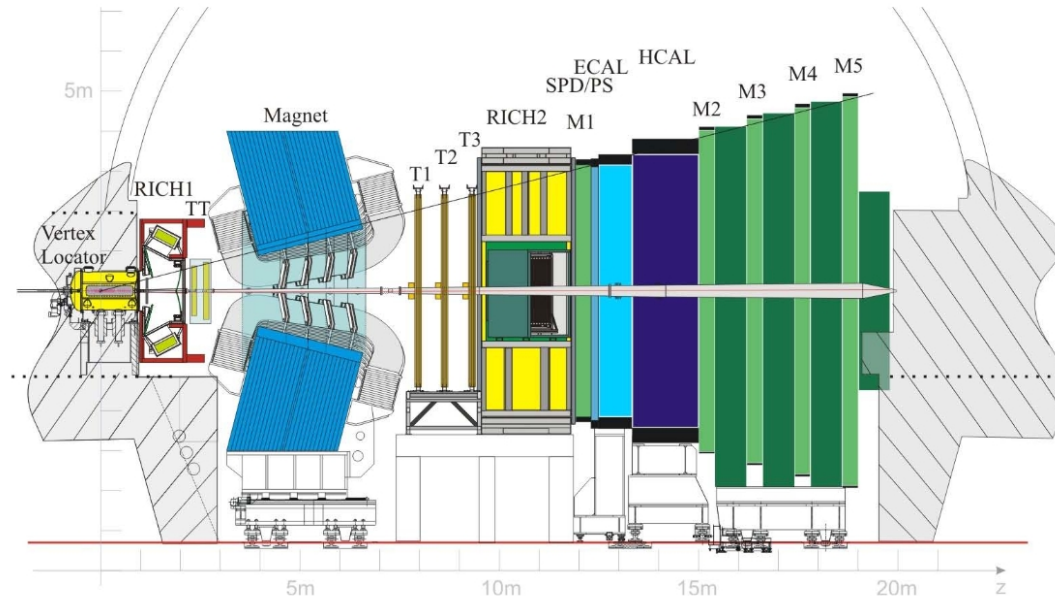 5m
Vertex
Locator
RICH1
TT
Magnet
T1
T2
T3
RICH2
M1
SPD/PS
ECAL
HCAL
M2
M3
M4
M5
5m
10m
15m
20m
z